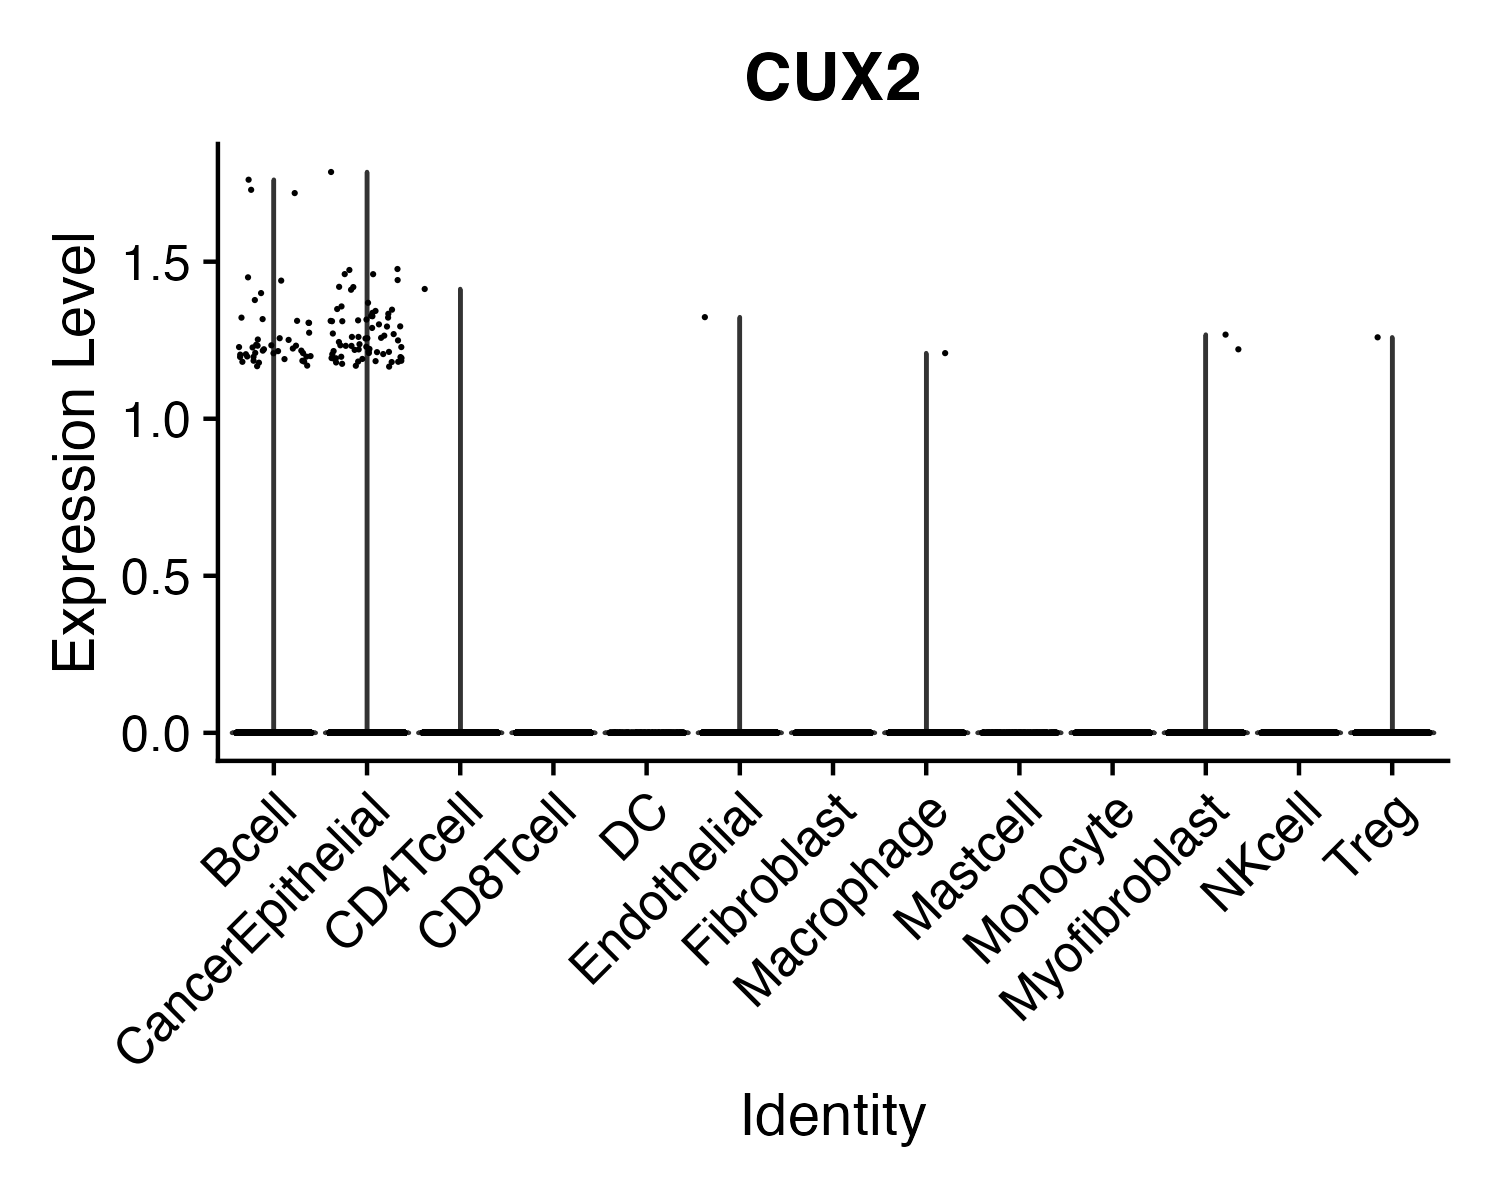 CUX2
Expression Level
1.5
1.0
0.5
0.0
Bcell
CancerEpithelial
CD4Tcell
CD8Tcell
DC
Endothelial
Fibroblast
Macrophage
Mastcell
Monocyte
Myofibroblast
NKcell
Treg
Identity